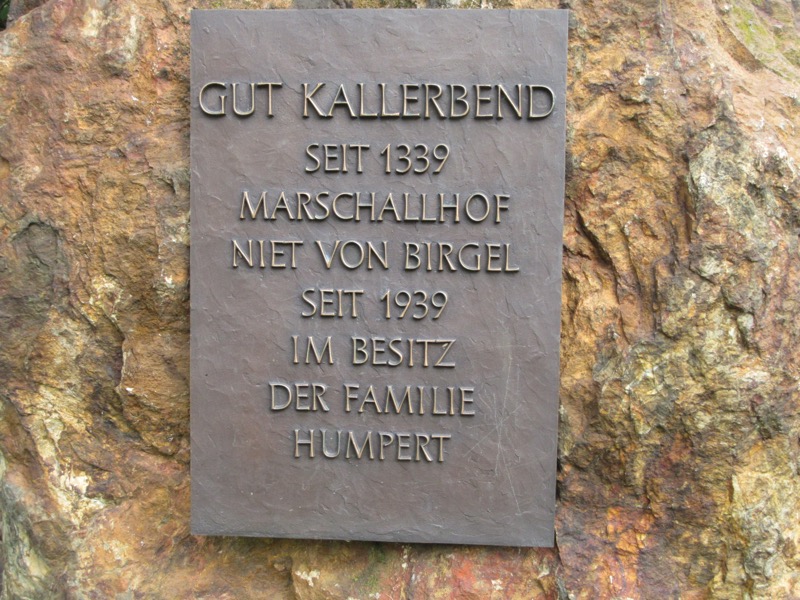 GUT KALLERBEND
SEIT 1339
MARSCHALLHOF
NIET VON BIRGEL
SEIT 1939
IM BESITZ
DER FAMILIE
HUMPERT